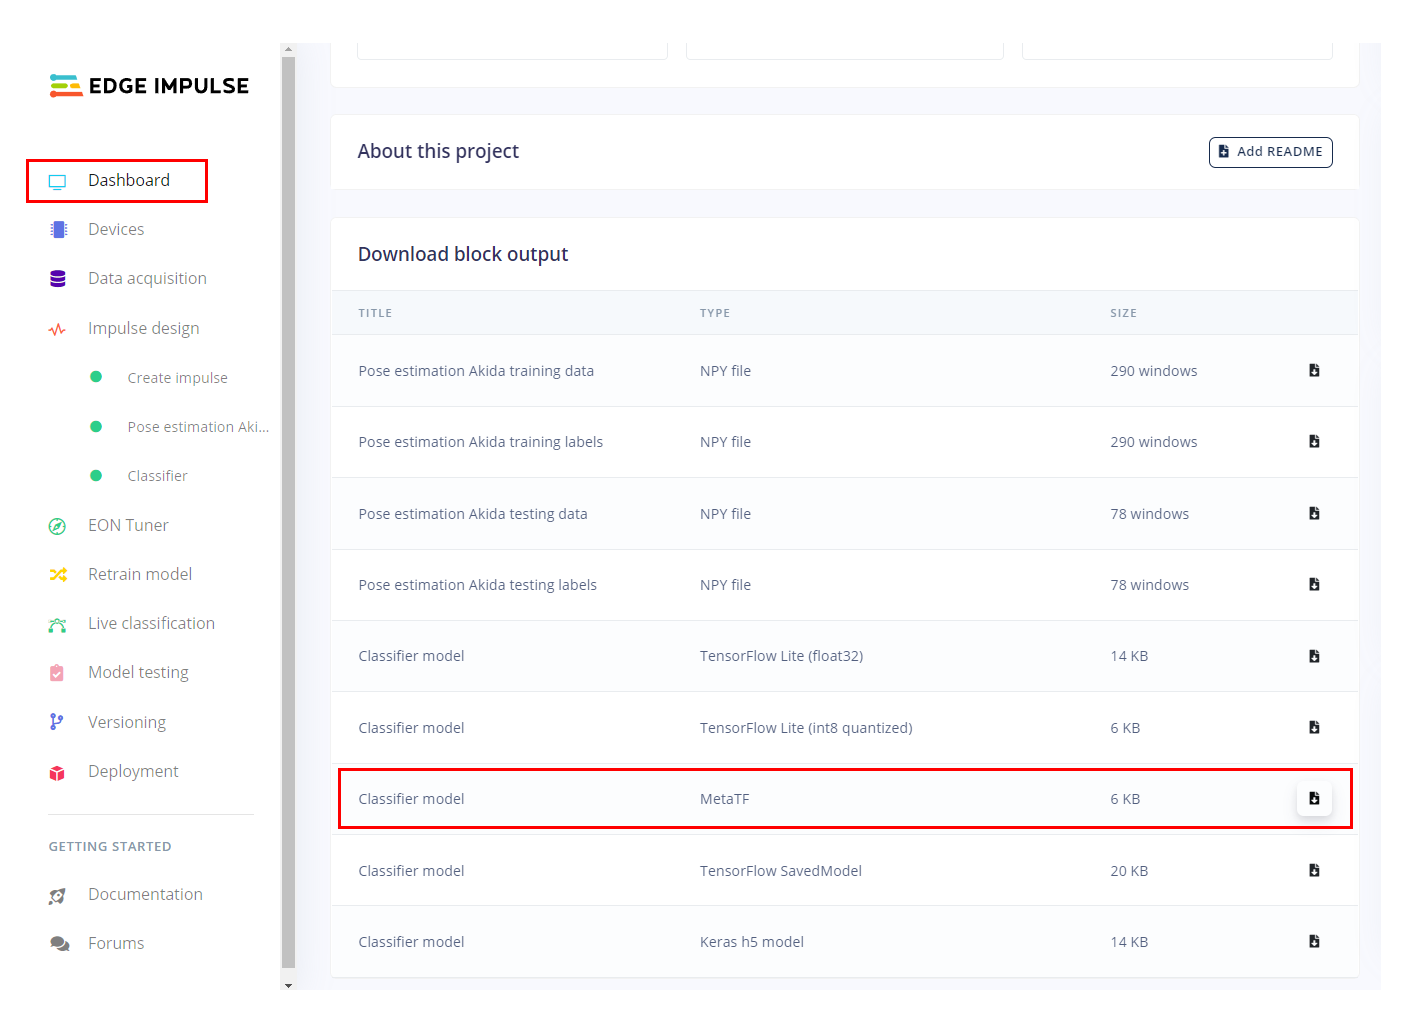 EDGE IMPULSE
Dashboard
Devices
Data acquisition
Impulse design
Create impulse
Pose estimation Aki...
Classifier
EON Tuner
Retrain model
Live classification
Model testing
Versioning
Deployment
GETTING STARTED
Documentation
Forums
About this project
Add README
Download block output
TITLE TYPE SIZE
Pose estimation Akida training data NPY file 290 windows
Pose estimation Akida training labels NPY file 290 windows
Pose estimation Akida testing data NPY file 78 windows
Pose estimation Akida testing labels NPY file 78 windows
Classifier model TensorFlow Lite (float32) 14 KB
Classifier model TensorFlow Lite (int8 quantized) 6 KB
Classifier model MetaTF 6 KB
Classifier model TensorFlow SavedModel 20 KB
Classifier model Keras h5 model 14 KB